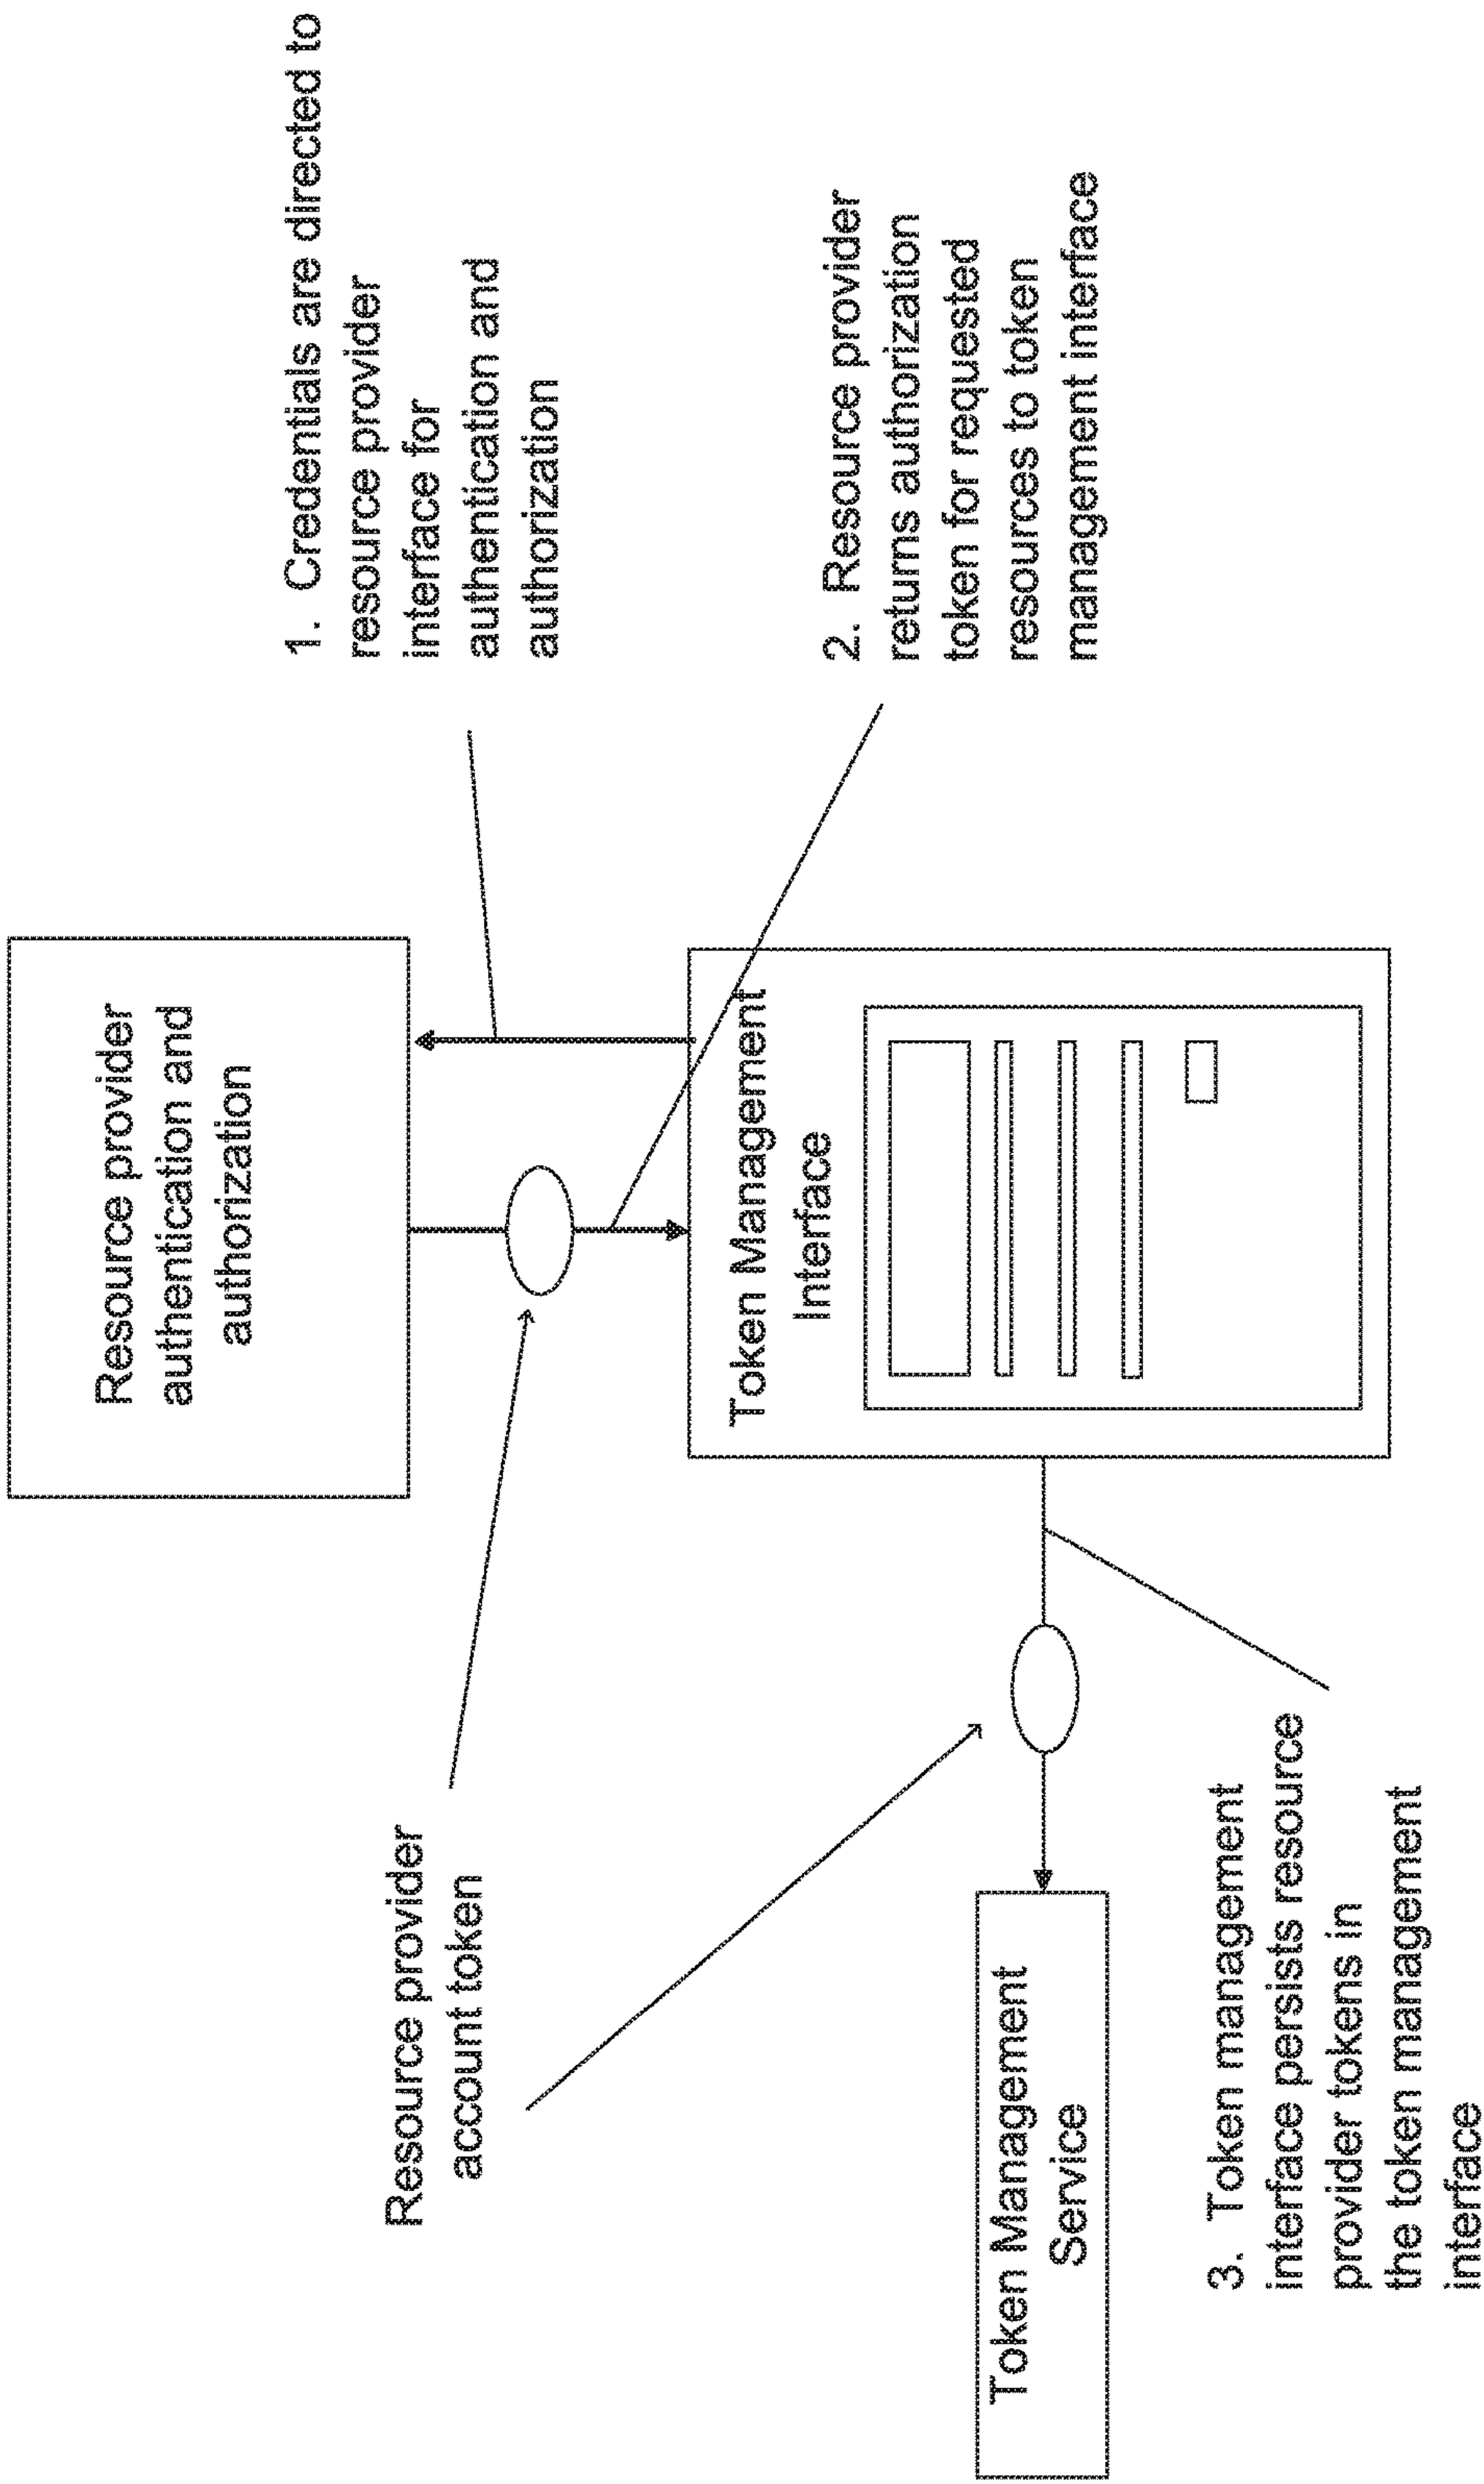 Resource provider
authentication and
authorization
1. Credentials are directed to
resource provider
interface for
authentication and
authorization
Resource provider
account token
2. Resource provider
returns authorization
token for requested
resources to token
management interface
Token Management
Interface
Token Management
Service
3. Token management
interface persists resource
provider tokens in
the token management
interface